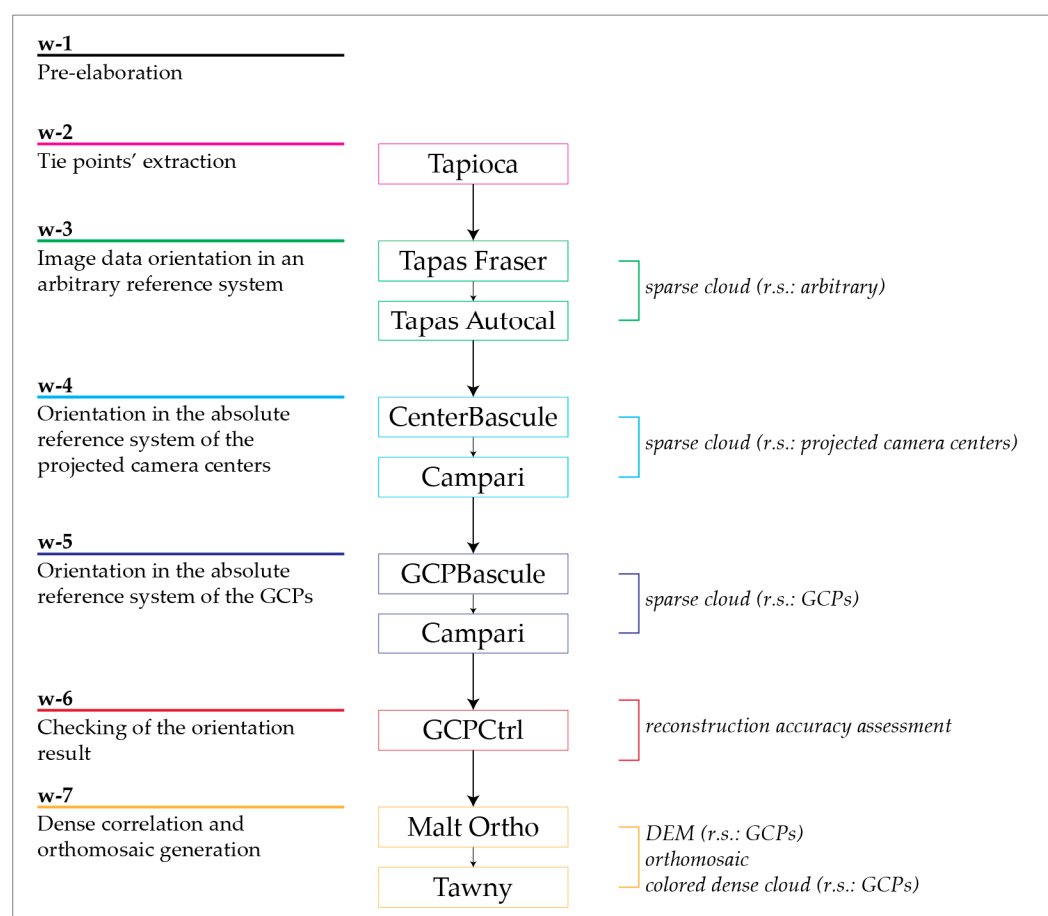 w-1
Pre-elaboration
w-2
Tie points’ extraction
Tapioca
w-3
Image data orientation in an
arbitrary reference system
Tapas Fraser
Tapas Autocal
sparse cloud (r.s.: arbitrary)
w-4
Orientation in the absolute
reference system of the
projected camera centers
CenterBascule
Campari
sparse cloud (r.s.: projected camera centers)
w-5
Orientation in the absolute
reference system of the GCPs
GCPBascule
Campari
sparse cloud (r.s.: GCPs)
w-6
Checking of the orientation
result
GCPCtrl
reconstruction accuracy assessment
w-7
Dense correlation and
orthomosaic generation
Malt Ortho
Tawny
DEM (r.s.: GCPs)
orthomosaic
colored dense cloud (r.s.: GCPs)